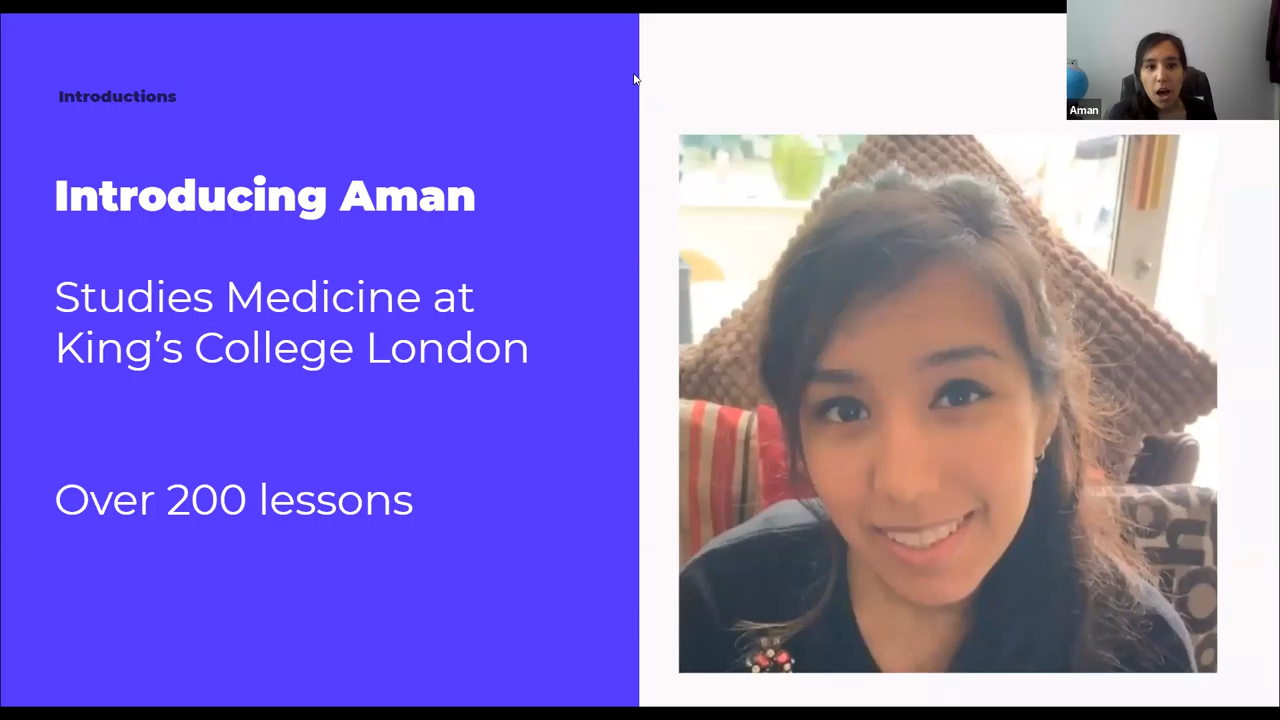 Introductions
Introducing Aman
Studies Medicine at
King’s College London
Over 200 lessons
Aman